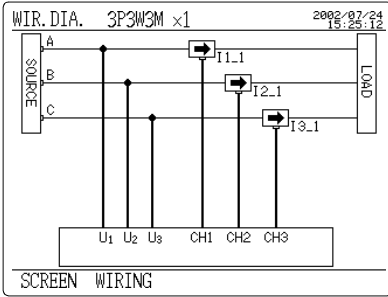 WIR.DIA. 3P3W3M ×1
2002/07/24
15:25:12
A
I1_1
SOURCE
B
I2_1
LOAD
C
I3_1
U1 U2 U3 CH1 CH2 CH3
SCREEN WIRING